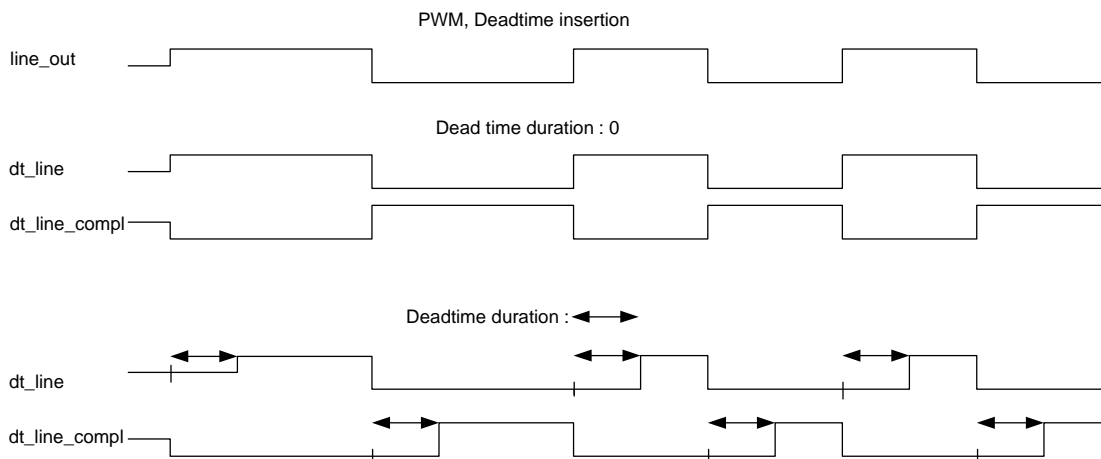 PWM, Deadtime insertion
line_out
Dead time duration : 0
dt_line
dt_line_compl
Deadtime duration :
dt_line
dt_line_compl